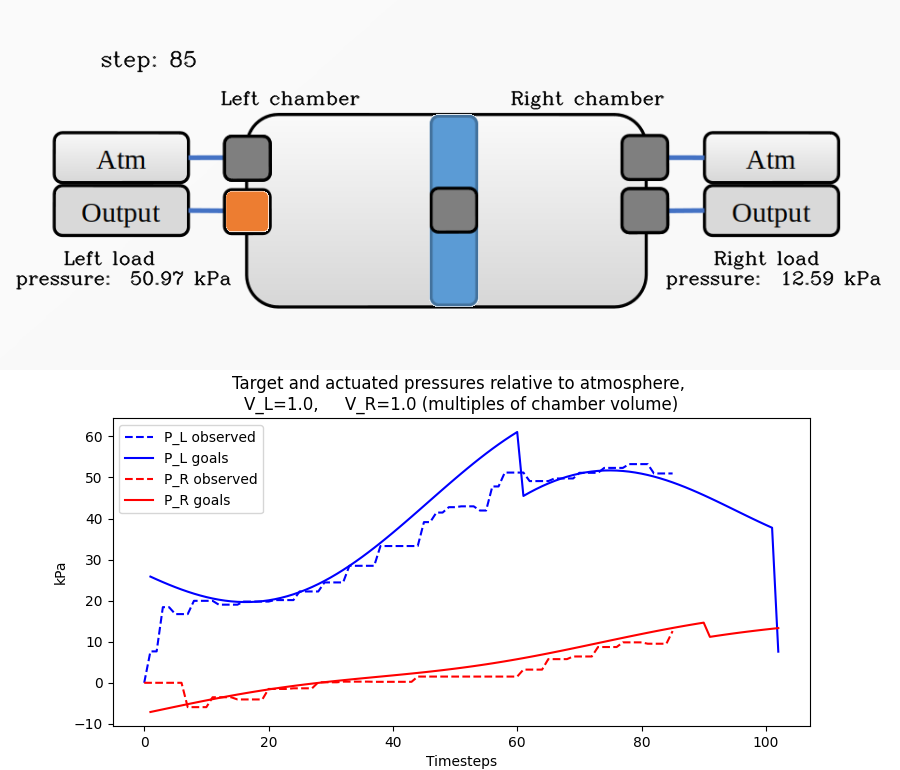 step: 85
Left chamber
Right chamber
Atm
Atm
Output
Output
Left load
pressure: 50.97 kPa
Right load
pressure: 12.59 kPa
Target and actuated pressures relative to atmosphere,
V_L=1.0, V_R=1.0 (multiples of chamber volume)
P_L observed
P_L goals
P_R observed
P_R goals
60
50
40
30
20
10
0
−10
kPa
0 20 40 60 80 100
Timesteps